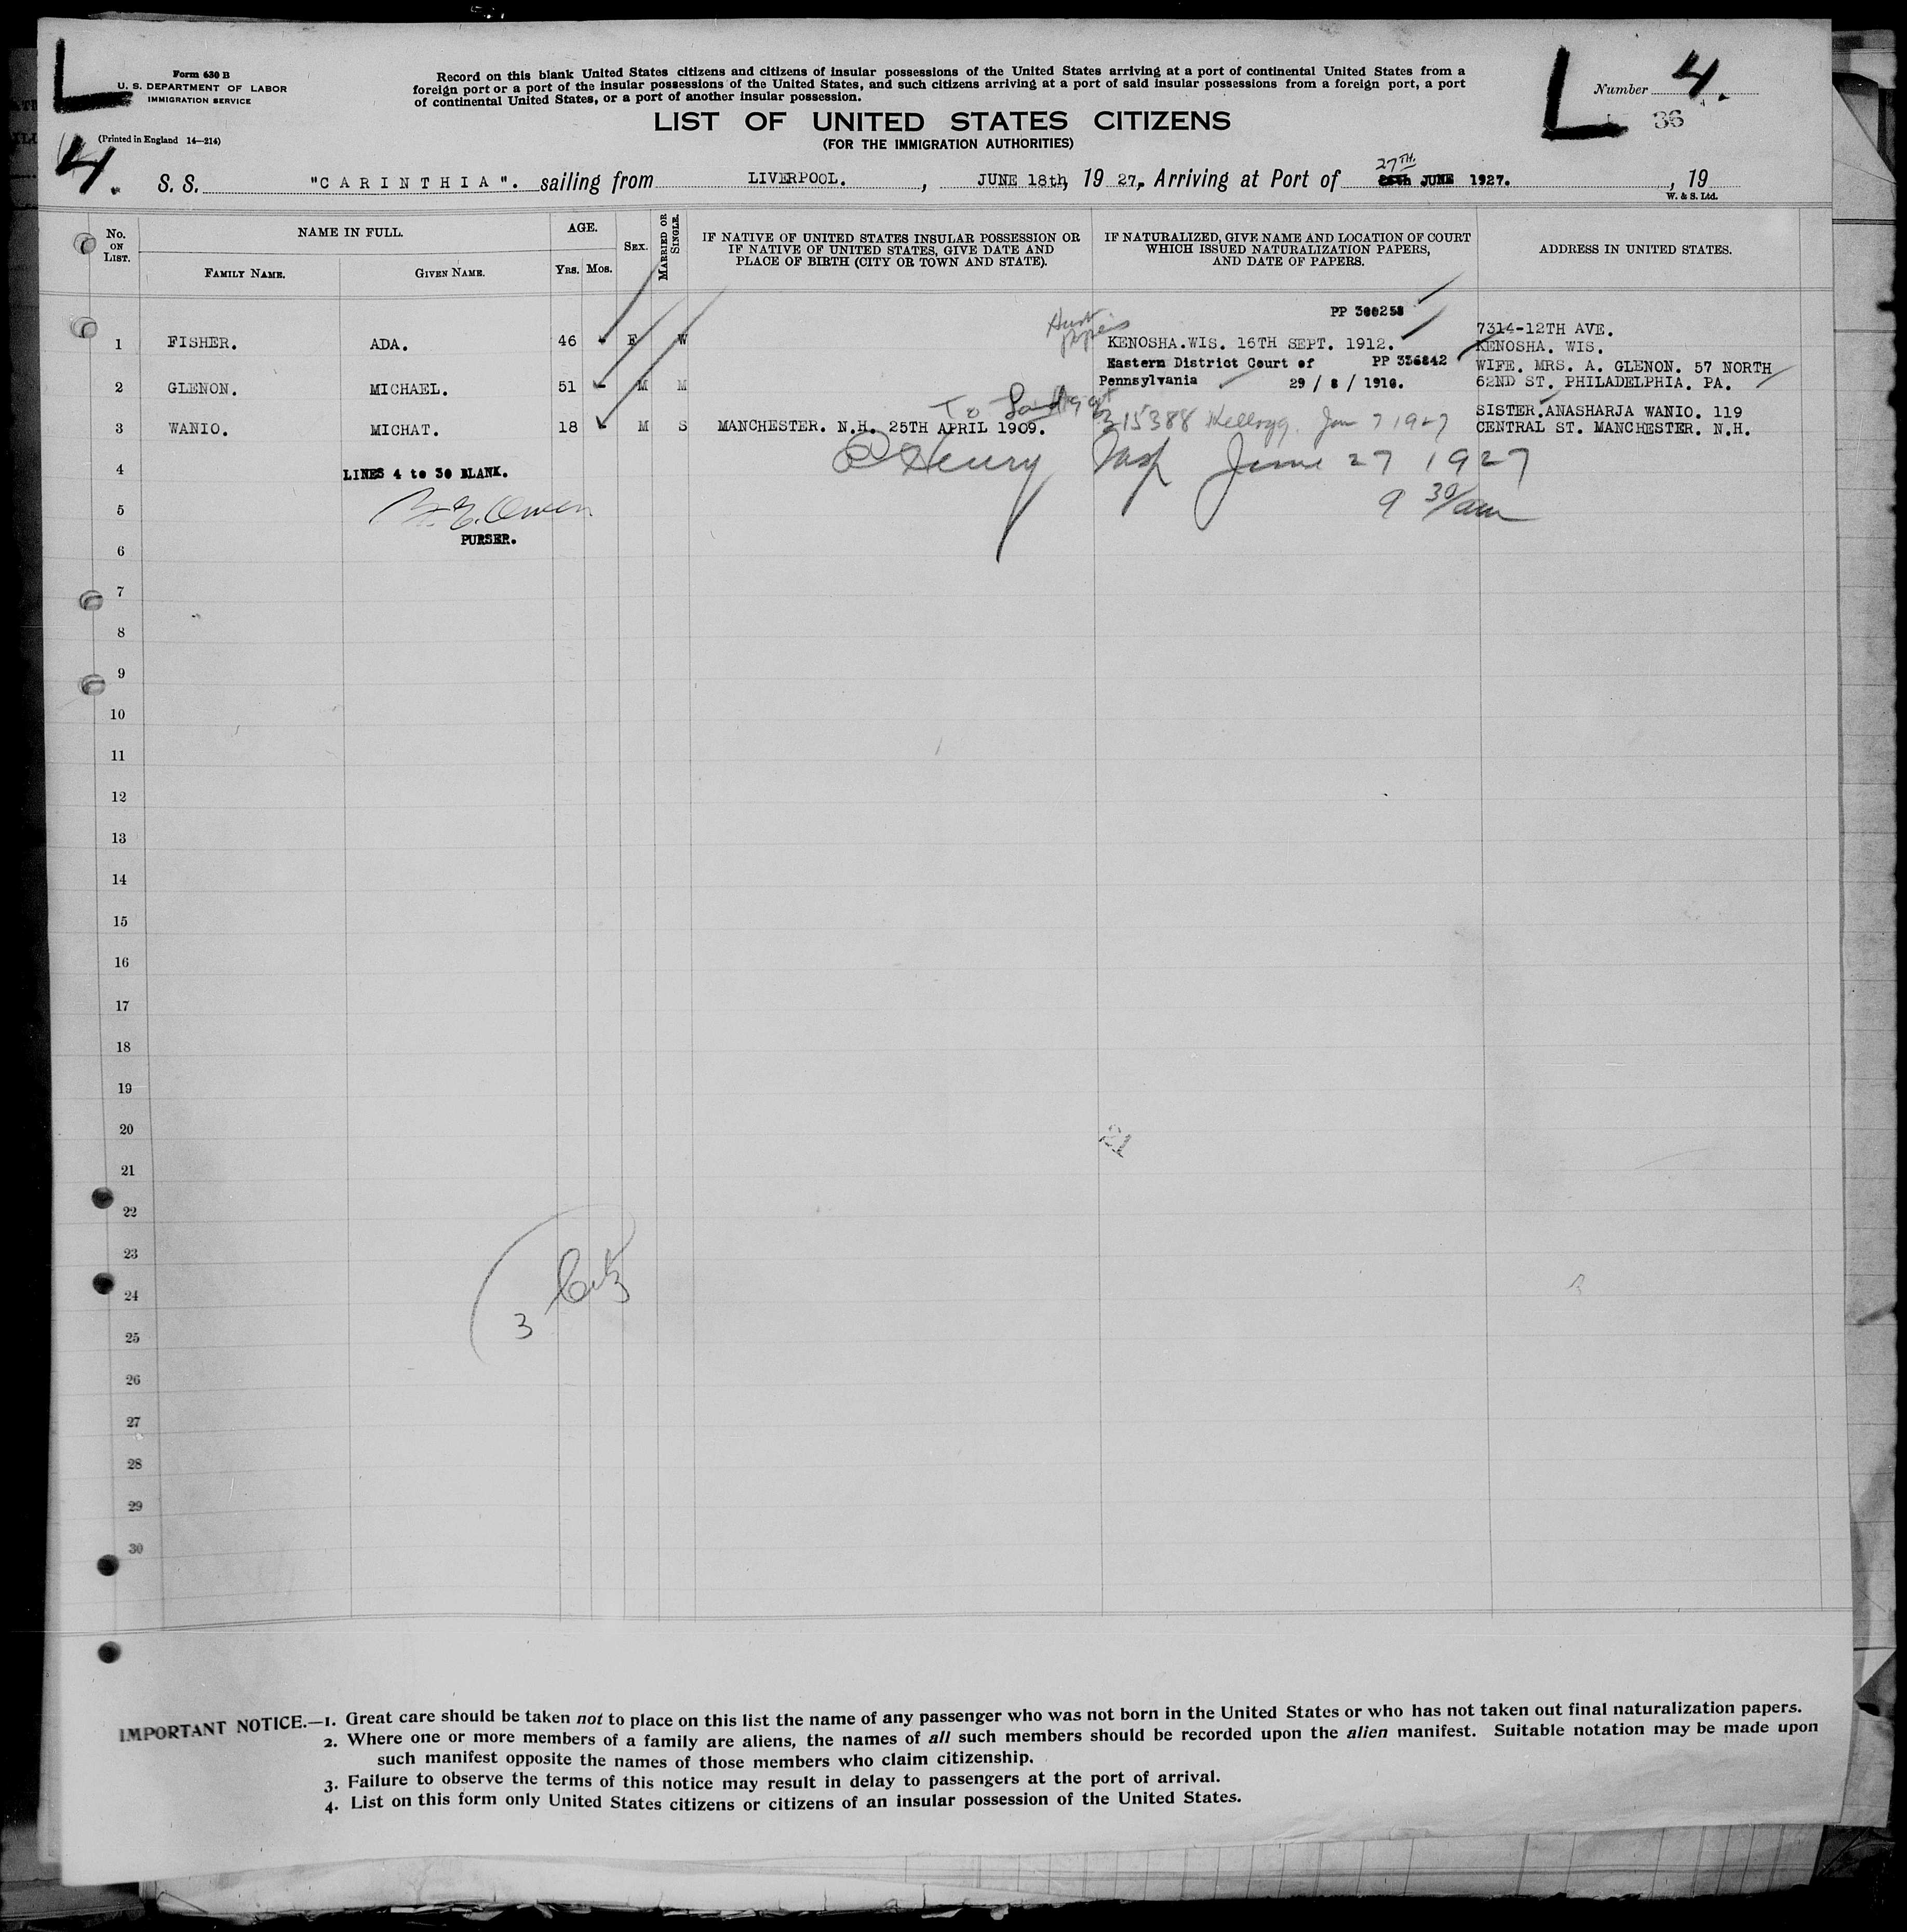 Form 630 B
U. S. DEPARTMENT OF LABOR
IMMIGRATION SERVICE
(Printed in England 14—214)
Record on this blank United States citizens and citizens of insular possessions of the United States arriving at a port of continental United States from a
foreign port or a port of the insular possessions of the United States, and such citizens arriving at a port of said insular possessions from a foreign port, a port
of continental United States, or a port of another insular possession.
LIST OF UNITED STATES CITIZENS
(FOR THE IMMIGRATION AUTHORITIES)
L
L
Number 4.
36
4.
27TH.
S. S. "CARINTHIA". sailing from LIVERPOOL. , JUNE 18th, 19 27, Arriving at Port of JUNE 1927. , 19
W. & S. Ltd.
No. ON LIST.
NAME IN FULL.
FAMILY NAME.
GIVEN NAME.
AGE.
YRS. MOS.
SEX.
MARRIED OR SINGLE.
IF NATIVE OF UNITED STATES INSULAR POSSESSION OR
IF NATIVE OF UNITED STATES, GIVE DATE AND
PLACE OF BIRTH (CITY OR TOWN AND STATE).
IF NATURALIZED, GIVE NAME AND LOCATION OF COURT
WHICH ISSUED NATURALIZATION PAPERS,
AND DATE OF PAPERS.
ADDRESS IN UNITED STATES.
PP 300258
7314-12TH AVE.
1 FISHER. ADA. 46 F W KENOSHA.WIS. 16TH SEPT. 1912. KENOSHA. WIS.
Eastern District Court of PP 336842 WIFE. MRS. A. GLENON. 57 NORTH
2 GLENON. MICHAEL. 51 M M Pennsylvania 29 / 8 / 1910. 62ND ST. PHILADELPHIA. PA.
SISTER.ANASHARJA WANIO. 119
3 WANIO. MICHAT. 18 M S MANCHESTER. N.H. 25TH APRIL 1909. 315388 Kellogg. Jan 7 1927 CENTRAL ST. MANCHESTER. N.H.
4 LINES 4 to 30 BLANK. Henry Insp June 27 1927
5 Owen 9 30/am
PURSER.
6
7
8
9
10
11
12
13
14
15
16
17
18
19
20
21
21
22
23
24
3 Citz
25
26
27
28
29
30
IMPORTANT NOTICE.—1. Great care should be taken not to place on this list the name of any passenger who was not born in the United States or who has not taken out final naturalization papers.
2. Where one or more members of a family are aliens, the names of all such members should be recorded upon the alien manifest. Suitable notation may be made upon
such manifest opposite the names of those members who claim citizenship.
3. Failure to observe the terms of this notice may result in delay to passengers at the port of arrival.
4. List on this form only United States citizens or citizens of an insular possession of the United States.